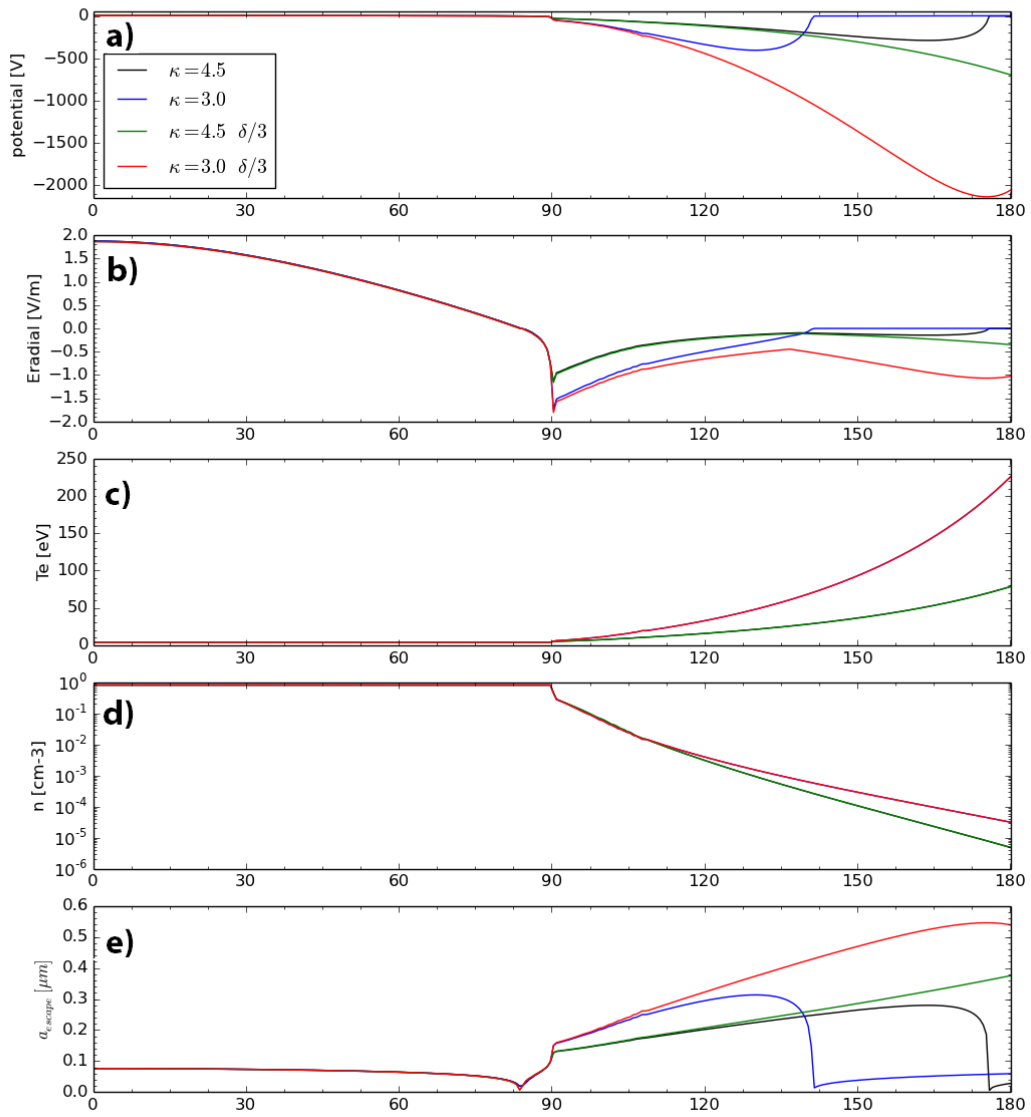 a)
potential [V]
0
−500
−1000
−1500
−2000
κ=4.5
κ=3.0
κ=4.5 δ/3
κ=3.0 δ/3
0 30 60 90 120 150 180
b)
Eradial [V/m]
2.0
1.5
1.0
0.5
0.0
−0.5
−1.0
−1.5
−2.0
0 30 60 90 120 150 180
c)
Te [eV]
250
200
150
100
50
0
0 30 60 90 120 150 180
d)
n [cm-3]
10⁰
10⁻¹
10⁻²
10⁻³
10⁻⁴
10⁻⁵
10⁻⁶
0 30 60 90 120 150 180
e)
a_escape [μm]
0.6
0.5
0.4
0.3
0.2
0.1
0.0
0 30 60 90 120 150 180